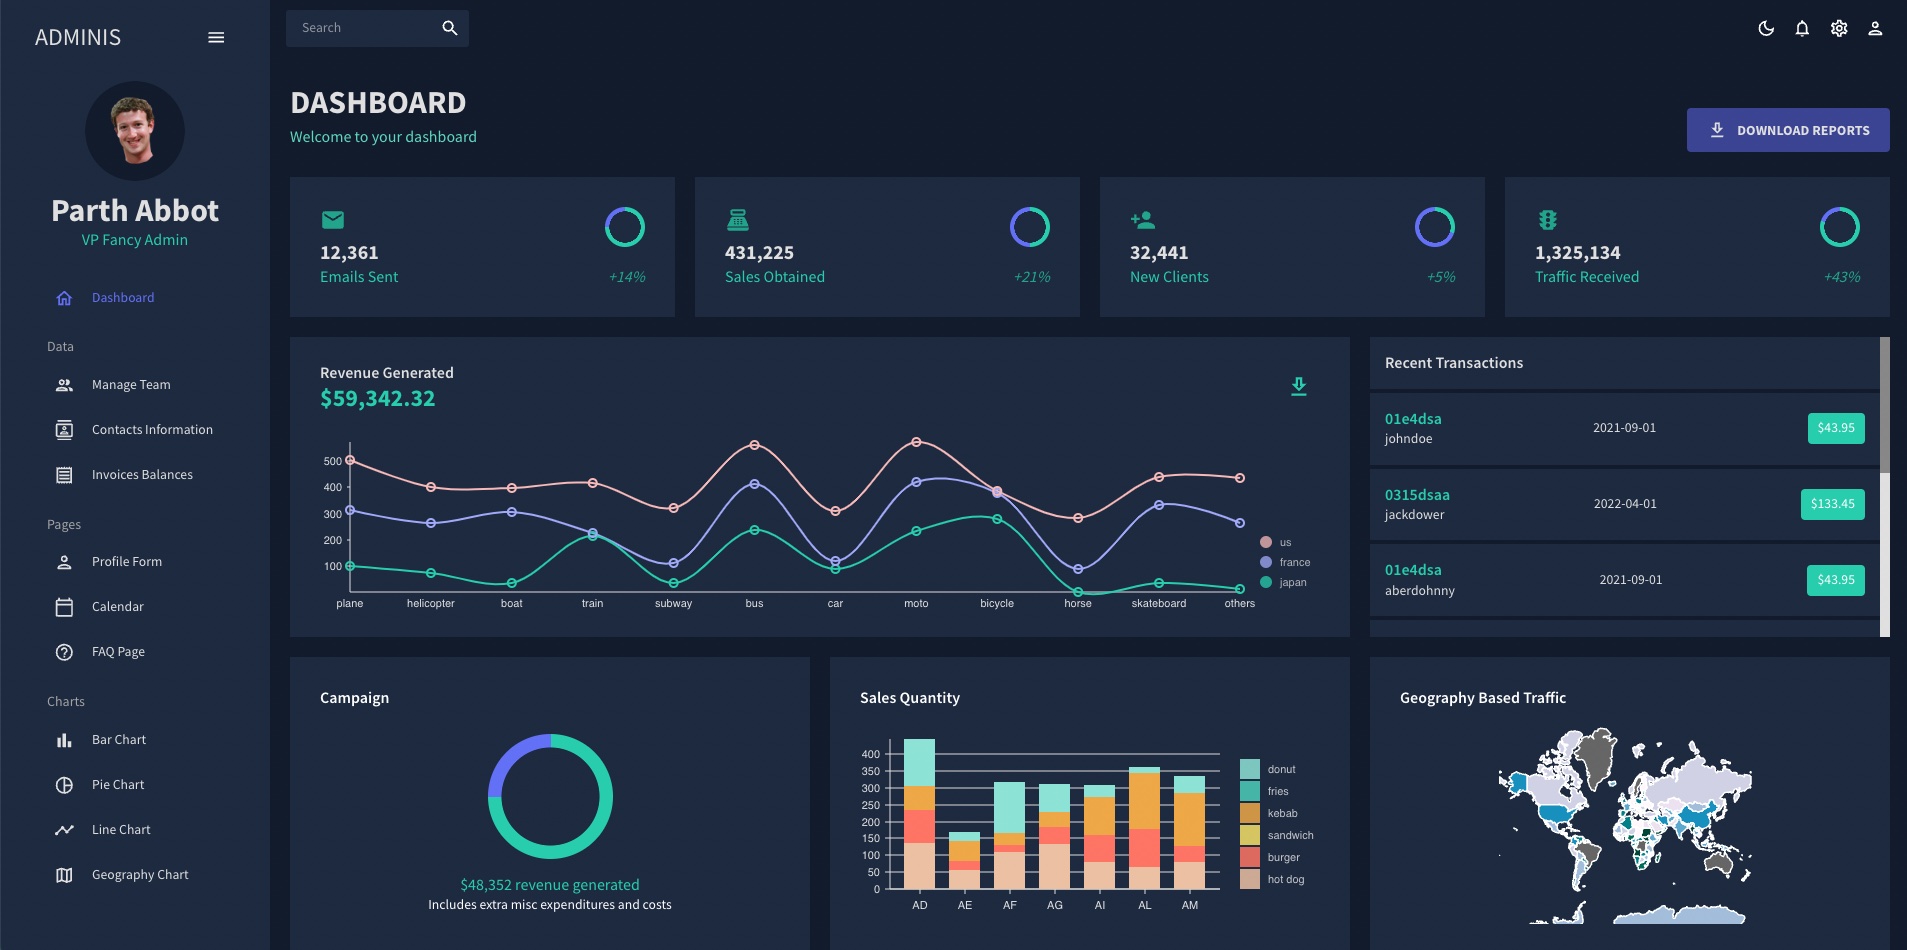 ADMINIS
Search
Parth Abbot
VP Fancy Admin
Dashboard
Data
Manage Team
Contacts Information
Invoices Balances
Pages
Profile Form
Calendar
FAQ Page
Charts
Bar Chart
Pie Chart
Line Chart
Geography Chart
DASHBOARD
Welcome to your dashboard
DOWNLOAD REPORTS
12,361
Emails Sent
+14%
431,225
Sales Obtained
+21%
32,441
New Clients
+5%
1,325,134
Traffic Received
+43%
Revenue Generated
$59,342.32
500
400
300
200
100
plane
helicopter
boat
train
subway
bus
car
moto
bicycle
horse
skateboard
others
us
france
japan
Recent Transactions
01e4dsa
johndoe
2021-09-01
$43.95
0315dsaa
jackdower
2022-04-01
$133.45
01e4dsa
aberdohnny
2021-09-01
$43.95
Campaign
$48,352 revenue generated
Includes extra misc expenditures and costs
Sales Quantity
400
350
300
250
200
150
100
50
0
AD
AE
AF
AG
AI
AL
AM
donut
fries
kebab
sandwich
burger
hot dog
Geography Based Traffic